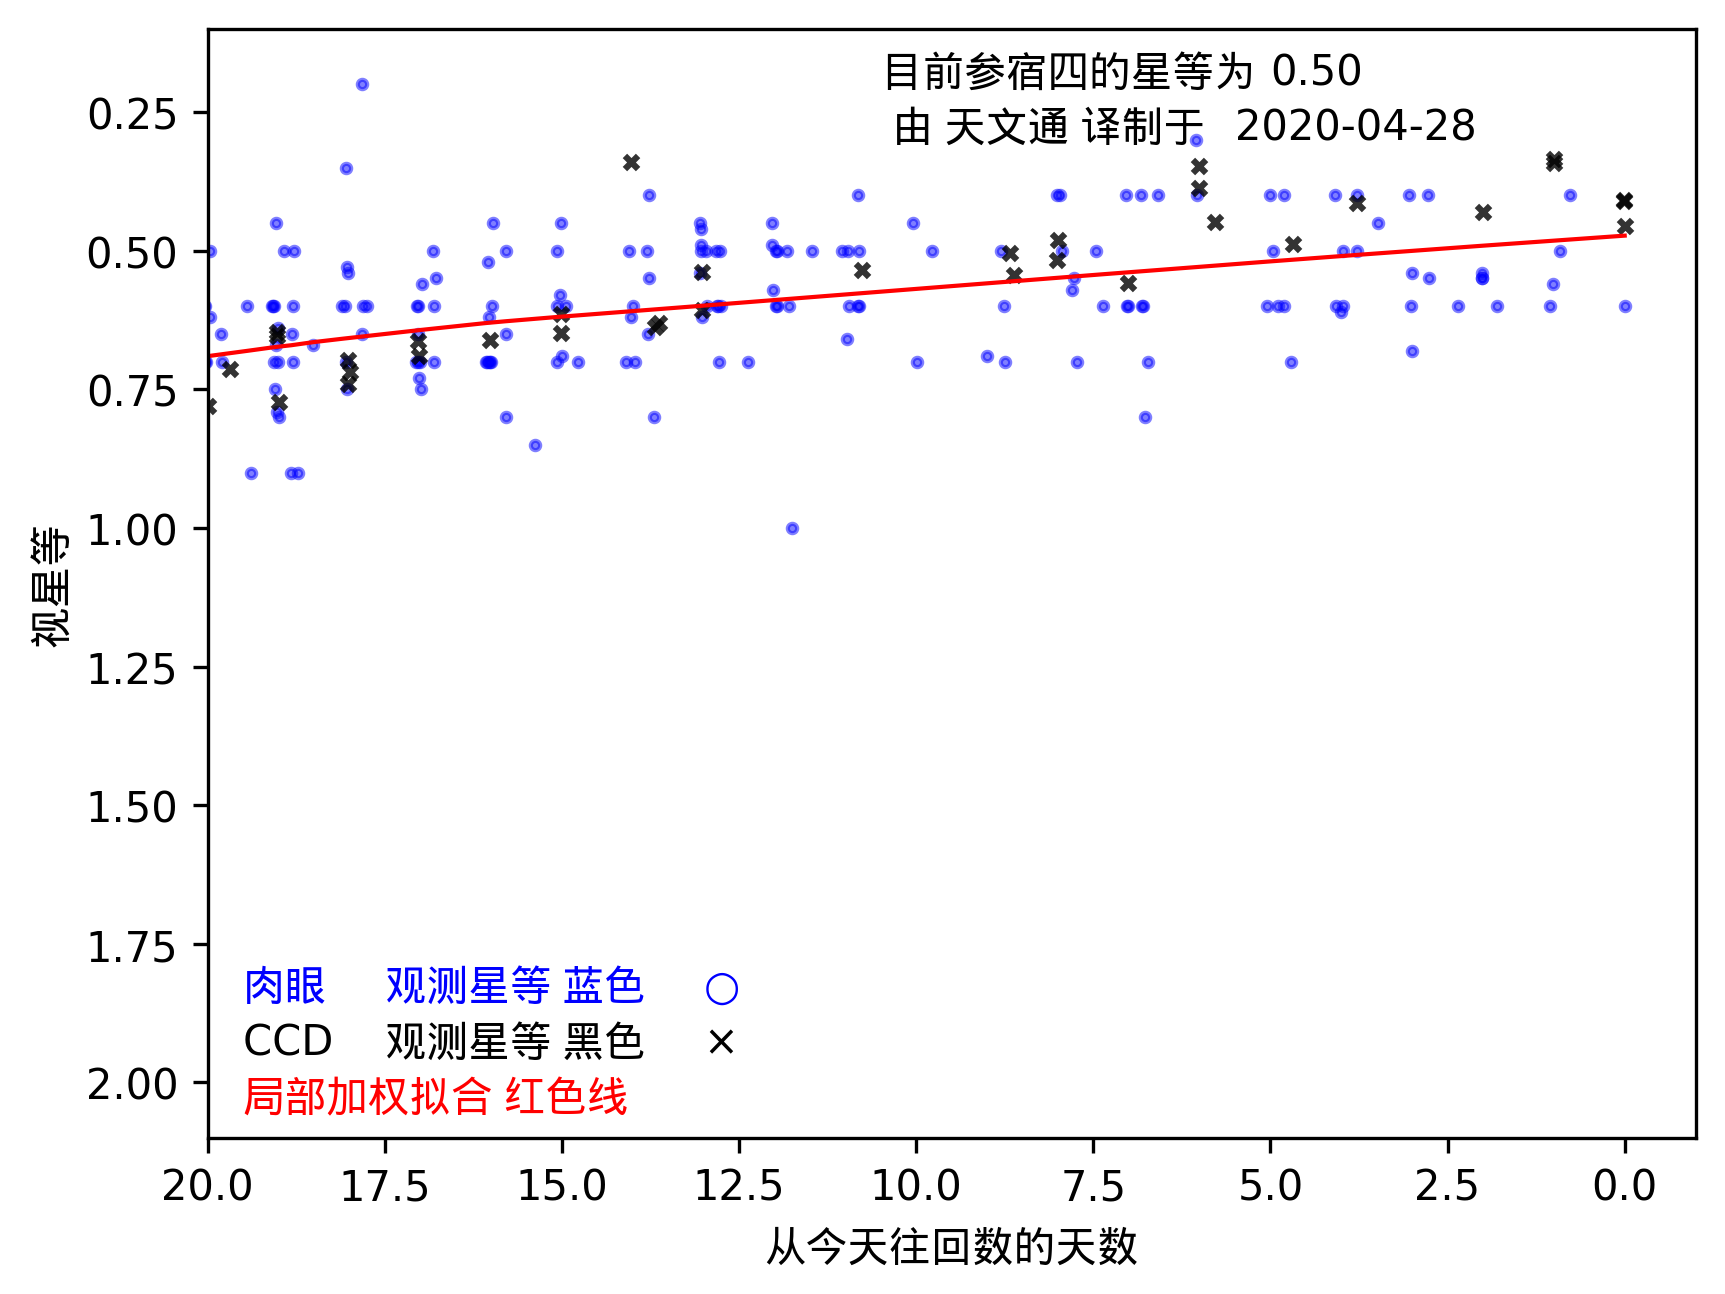 目前参宿四的星等为 0.50
由 天文通 译制于 2020-04-28
0.25
0.50
0.75
1.00
1.25
1.50
1.75
2.00
视星等
肉眼 观测星等 蓝色 ○
CCD 观测星等 黑色 ×
局部加权拟合 红色线
20.0 17.5 15.0 12.5 10.0 7.5 5.0 2.5 0.0
从今天往回数的天数